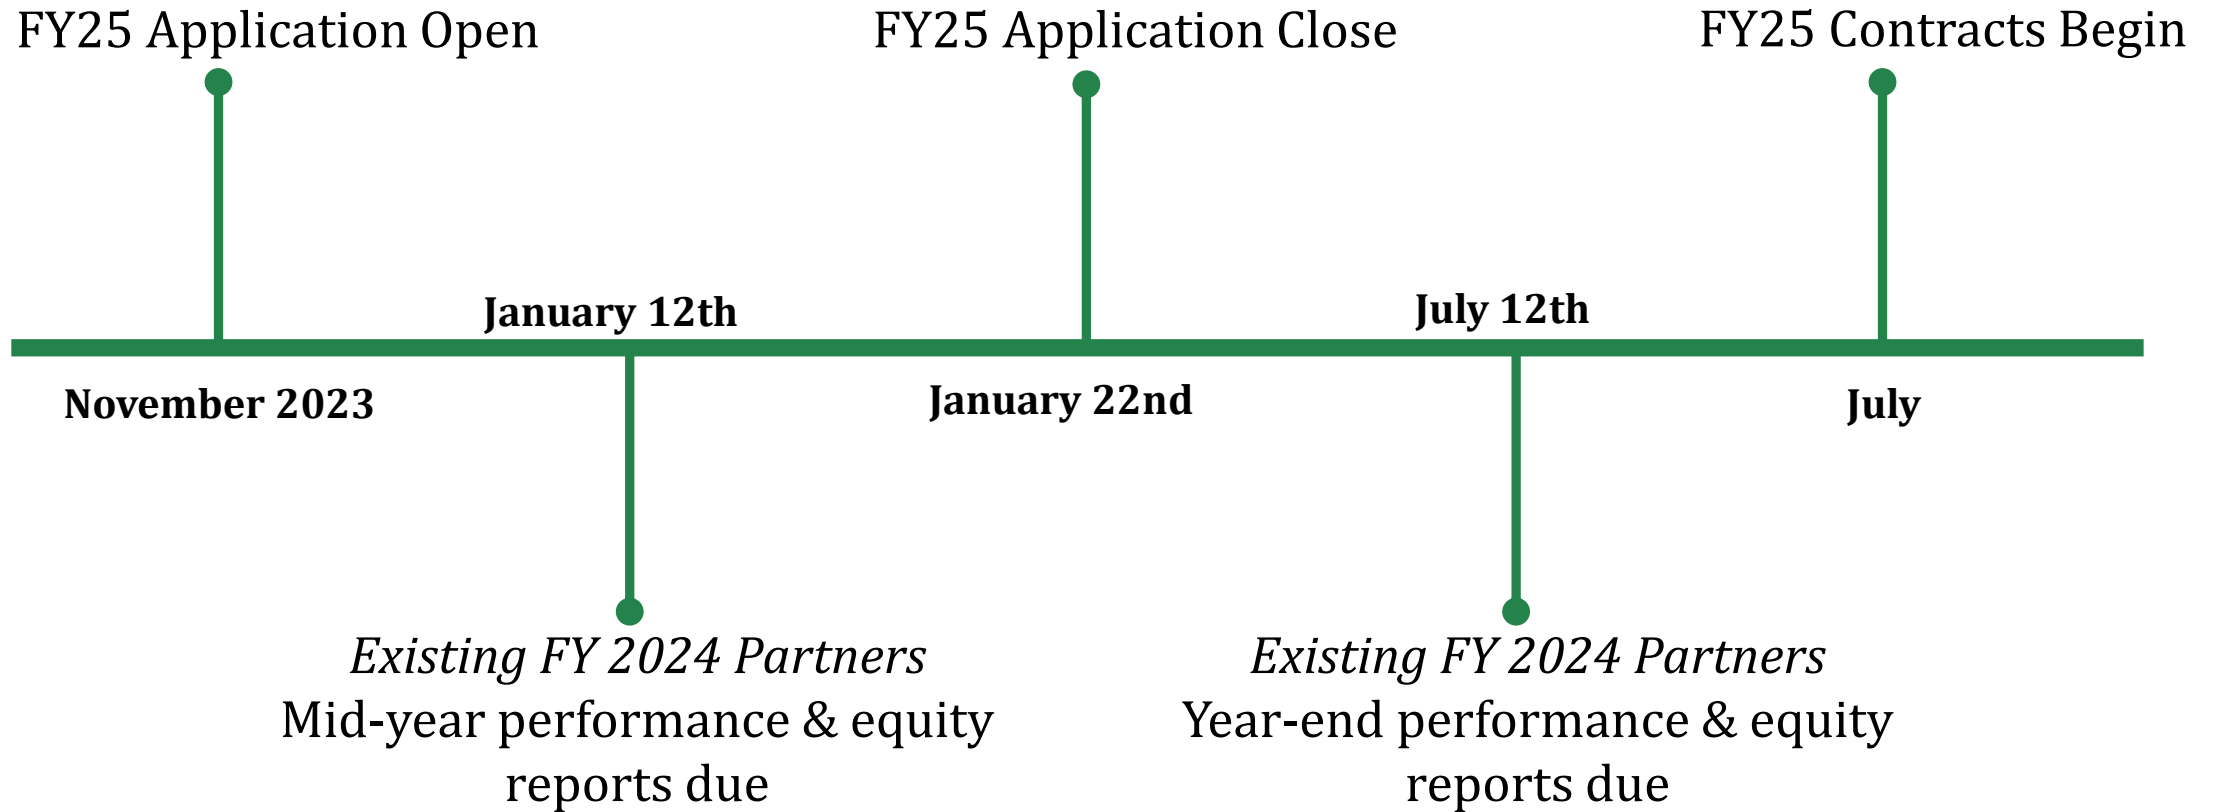 FY25 Application Open
FY25 Application Close
FY25 Contracts Begin
January 12th
July 12th
November 2023
January 22nd
July
Existing FY 2024 Partners
Mid-year performance & equity
reports due
Existing FY 2024 Partners
Year-end performance & equity
reports due